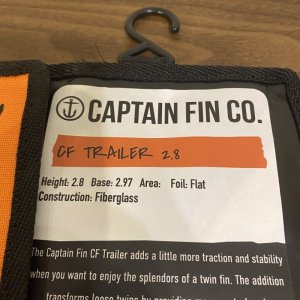 CAPTAIN FIN CO.
CF TRAILER 2.8
Height: 2.8 Base: 2.97 Area: Foil: Flat
Construction: Fiberglass
The Captain Fin CF Trailer adds a little more traction and stability
when you want to enjoy the splendors of a twin fin. The addition
transforms loose twins by providing more